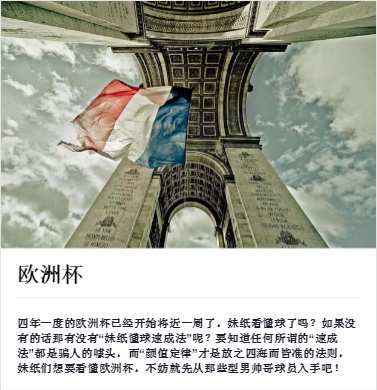 欧洲杯
四年一度的欧洲杯已经开始将近一周了，妹纸看懂球了吗？如果没
有的话那有没有“妹纸懂球速成法”呢？要知道任何所谓的“速成
法”都是骗人的噱头，而“颜值定律”才是放之四海而皆准的法则，
妹纸们想要看懂欧洲杯，不妨就先从那些型男帅哥球员入手吧！